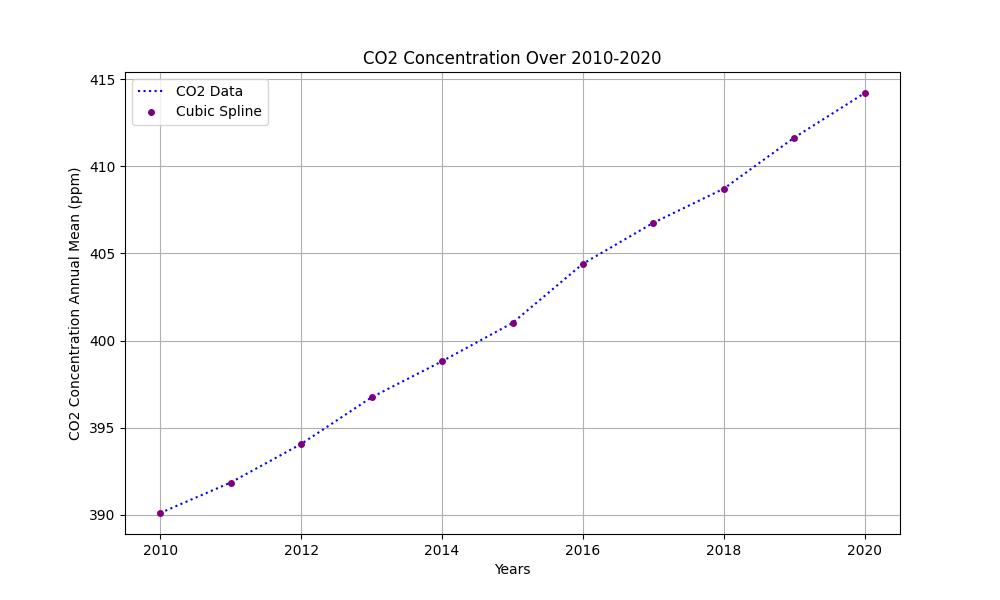 CO2 Concentration Over 2010-2020
CO2 Data
Cubic Spline
CO2 Concentration Annual Mean (ppm)
415
410
405
400
395
390
2010 2012 2014 2016 2018 2020
Years